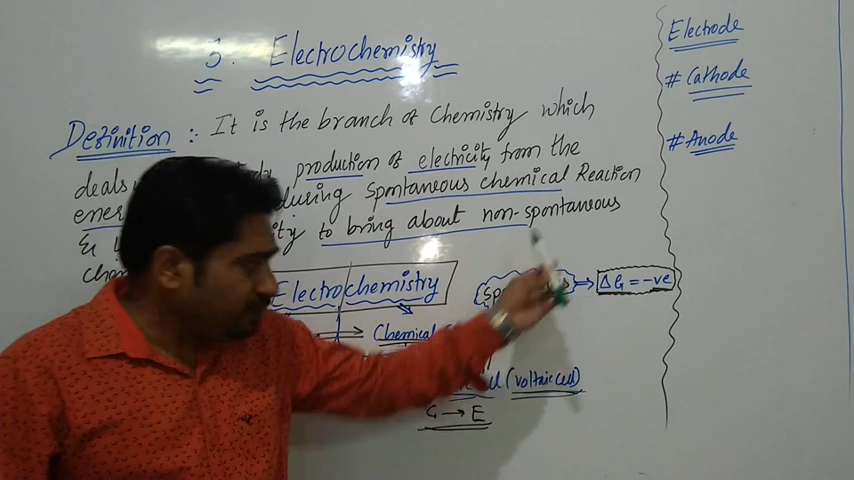 3. Electrochemistry
Definition :- It is the branch of Chemistry which
deals production of electricity from the
during spontaneous chemical Reaction
& to bring about non-spontaneous
Electrochemistry
ΔG = -ve
Chemical
(voltaic cell)
G → E
Electrode
# Cathode
# Anode